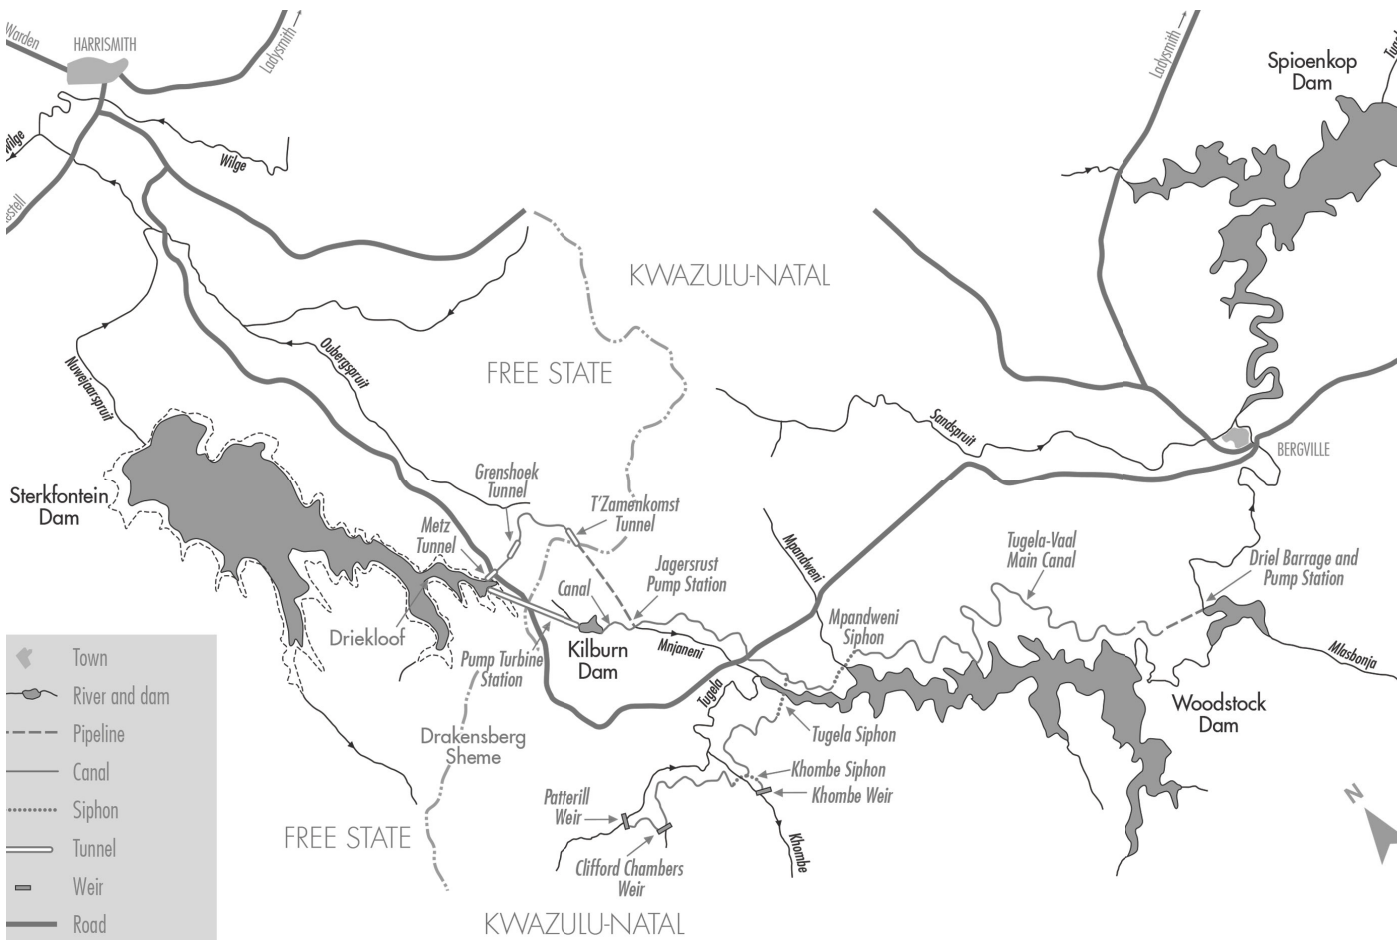 Warden
HARRISMITH
Ladysmith
Ladysmith
Spioenkop
Dam
Wilge
Wilge
KWAZULU-NATAL
FREE STATE
Oubergspruit
Nuwejaarspruit
Sandspruit
BERGVILLE
Sterkfontein
Dam
Grenshoek
Tunnel
T'Zamenkomst
Tunnel
Metz
Tunnel
Jagersrust
Pump Station
Canal
Mpandweni
Tugela-Vaal
Main Canal
Driel Barrage and
Pump Station
Driekloof
Kilburn
Dam
Pump Turbine
Station
Mnjaneni
Mpandweni
Siphon
Mlasbonja
Tugela
Woodstock
Dam
Tugela Siphon
Drakensberg
Sheme
Khombe Siphon
Khombe Weir
Patterill
Weir
Khombe
Clifford Chambers
Weir
FREE STATE
KWAZULU-NATAL
N
Town
River and dam
Pipeline
Canal
Siphon
Tunnel
Weir
Road